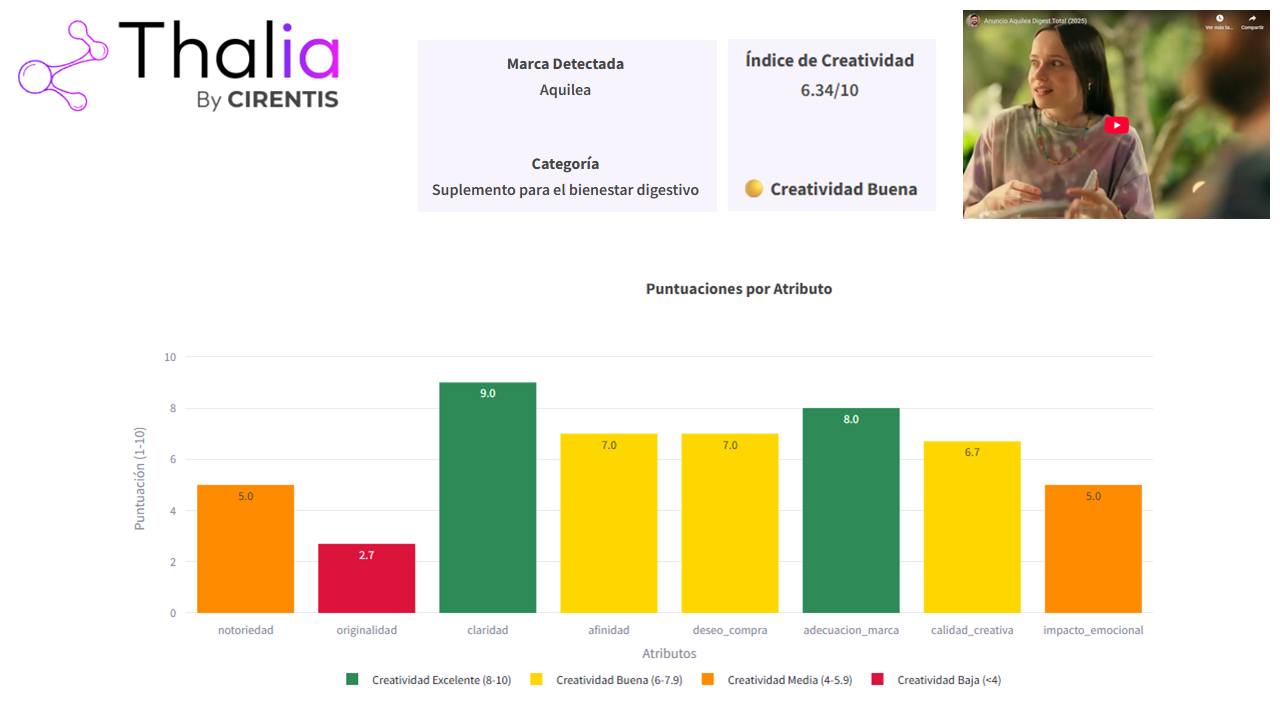 Thalia
By CIRENTIS
Marca Detectada
Aquilea
Categoría
Suplemento para el bienestar digestivo
Índice de Creatividad
6.34/10
Creatividad Buena
Anuncio Aquilea Digest Total (2025)
Ver más ta...
Compartir
Puntuaciones por Atributo
Puntuación (1-10)
10
8
6
4
2
0
5.0
2.7
9.0
7.0
7.0
8.0
6.7
5.0
notoriedad
originalidad
claridad
afinidad
deseo_compra
adecuacion_marca
calidad_creativa
impacto_emocional
Atributos
Creatividad Excelente (8-10)
Creatividad Buena (6-7.9)
Creatividad Media (4-5.9)
Creatividad Baja (<4)